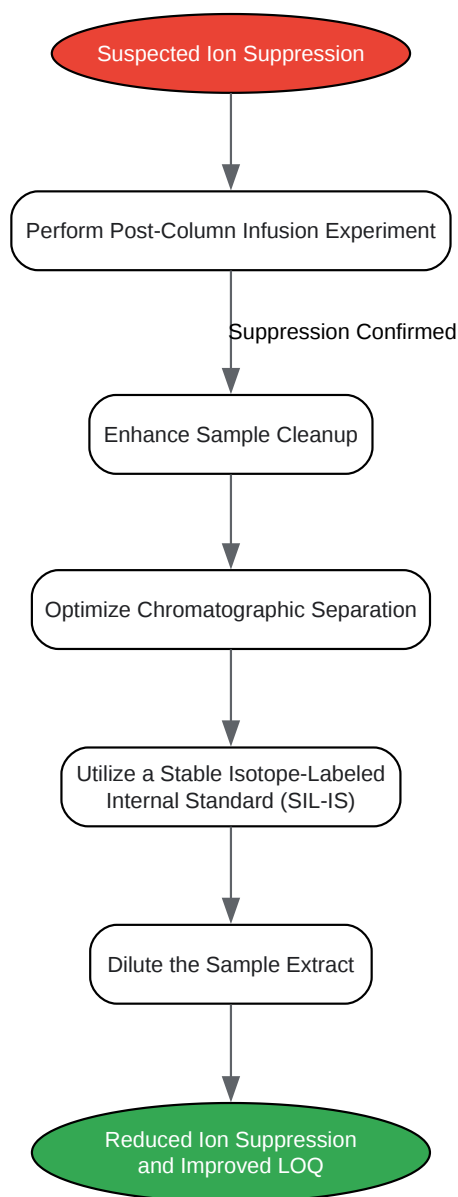 Suspected Ion Suppression
Perform Post-Column Infusion Experiment
Suppression Confirmed
Enhance Sample Cleanup
Optimize Chromatographic Separation
Utilize a Stable Isotope-Labeled
Internal Standard (SIL-IS)
Dilute the Sample Extract
Reduced Ion Suppression
and Improved LOQ